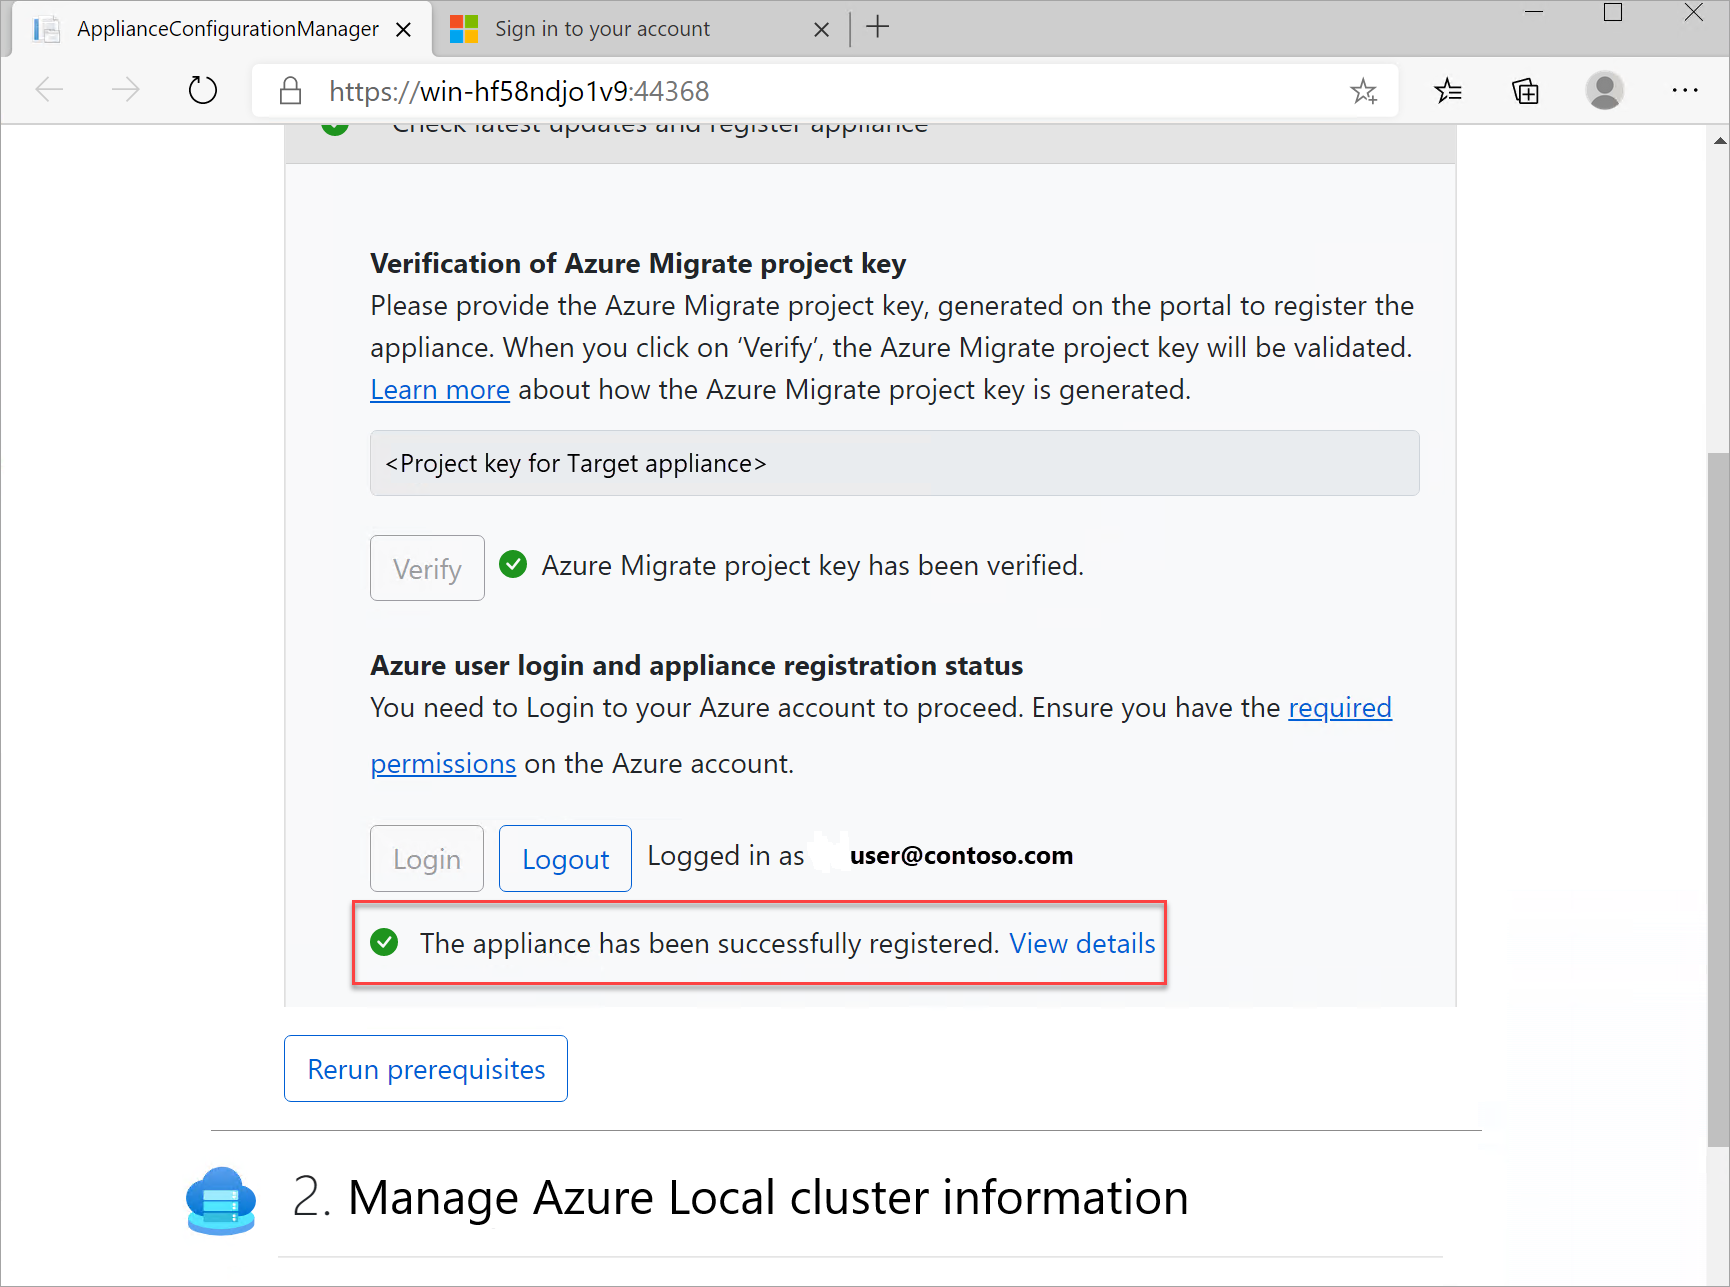 ApplianceConfigurationManager
Sign in to your account
https://win-hf58ndjo1v9:44368
Check latest updates and register appliance
Verification of Azure Migrate project key
Please provide the Azure Migrate project key, generated on the portal to register the
appliance. When you click on ‘Verify’, the Azure Migrate project key will be validated.
Learn more about how the Azure Migrate project key is generated.
<Project key for Target appliance>
Verify
Azure Migrate project key has been verified.
Azure user login and appliance registration status
You need to Login to your Azure account to proceed. Ensure you have the required
permissions on the Azure account.
Login Logout Logged in as user@contoso.com
The appliance has been successfully registered. View details
Rerun prerequisites
2. Manage Azure Local cluster information